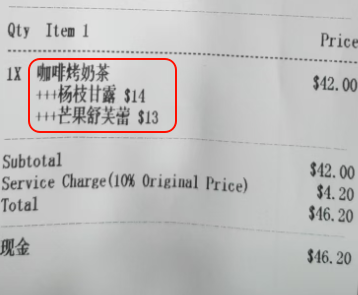 Qty Item 1 Price
1X 咖啡烤奶茶 $42.00
+++杨枝甘露 $14
+++芒果舒芙蕾 $13
Subtotal $42.00
Service Charge(10% Original Price) $4.20
Total $46.20
现金 $46.20